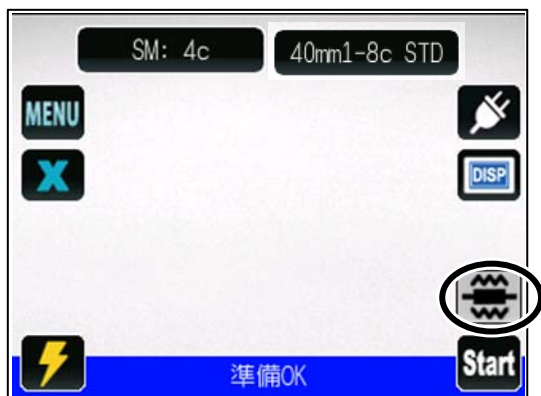 SM: 4c
40mm1-8c STD
MENU
X
DISP
準備OK
Start